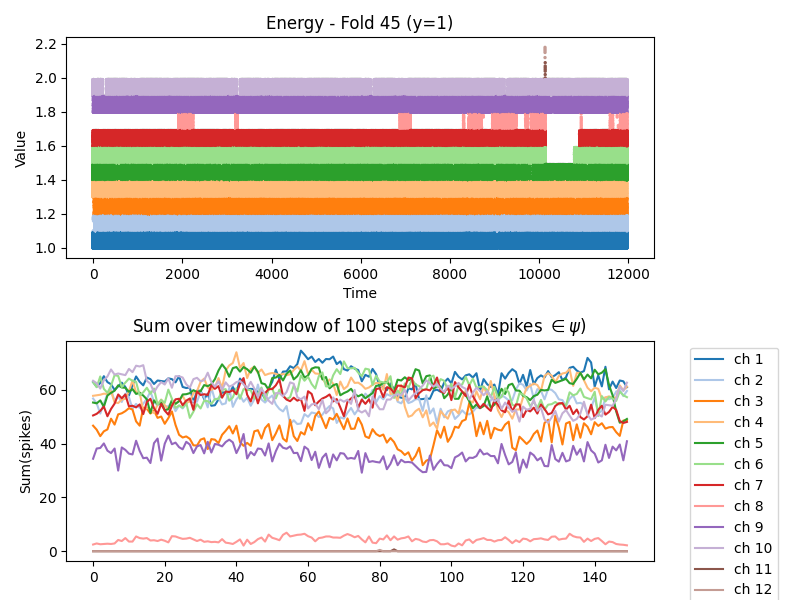 Energy - Fold 45 (y=1)
Value
2.2
2.0
1.8
1.6
1.4
1.2
1.0
0 2000 4000 6000 8000 10000 12000
Time
Sum over timewindow of 100 steps of avg(spikes ∈ ψ)
Sum(spikes)
60
40
20
0
0 20 40 60 80 100 120 140
ch 1
ch 2
ch 3
ch 4
ch 5
ch 6
ch 7
ch 8
ch 9
ch 10
ch 11
ch 12